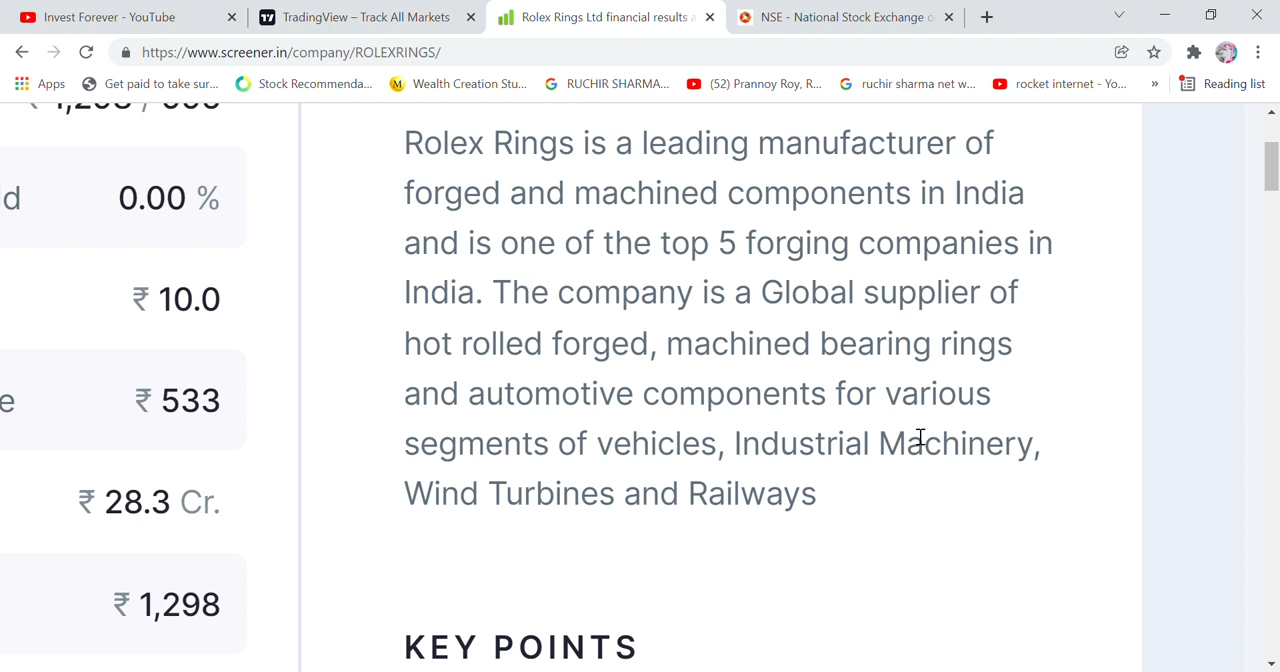 Invest Forever - YouTube
TradingView – Track All Markets
Rolex Rings Ltd financial results a
NSE - National Stock Exchange o
https://www.screener.in/company/ROLEXRINGS/
Apps
Get paid to take sur...
Stock Recommenda...
Wealth Creation Stu...
RUCHIR SHARMA...
(52) Prannoy Roy, R...
ruchir sharma net w...
rocket internet - Yo...
»
Reading list
Rolex Rings is a leading manufacturer of
forged and machined components in India
and is one of the top 5 forging companies in
India. The company is a Global supplier of
hot rolled forged, machined bearing rings
and automotive components for various
segments of vehicles, Industrial Machinery,
Wind Turbines and Railways
KEY POINTS
ld 0.00 %
₹ 10.0
e ₹ 533
₹ 28.3 Cr.
₹ 1,298